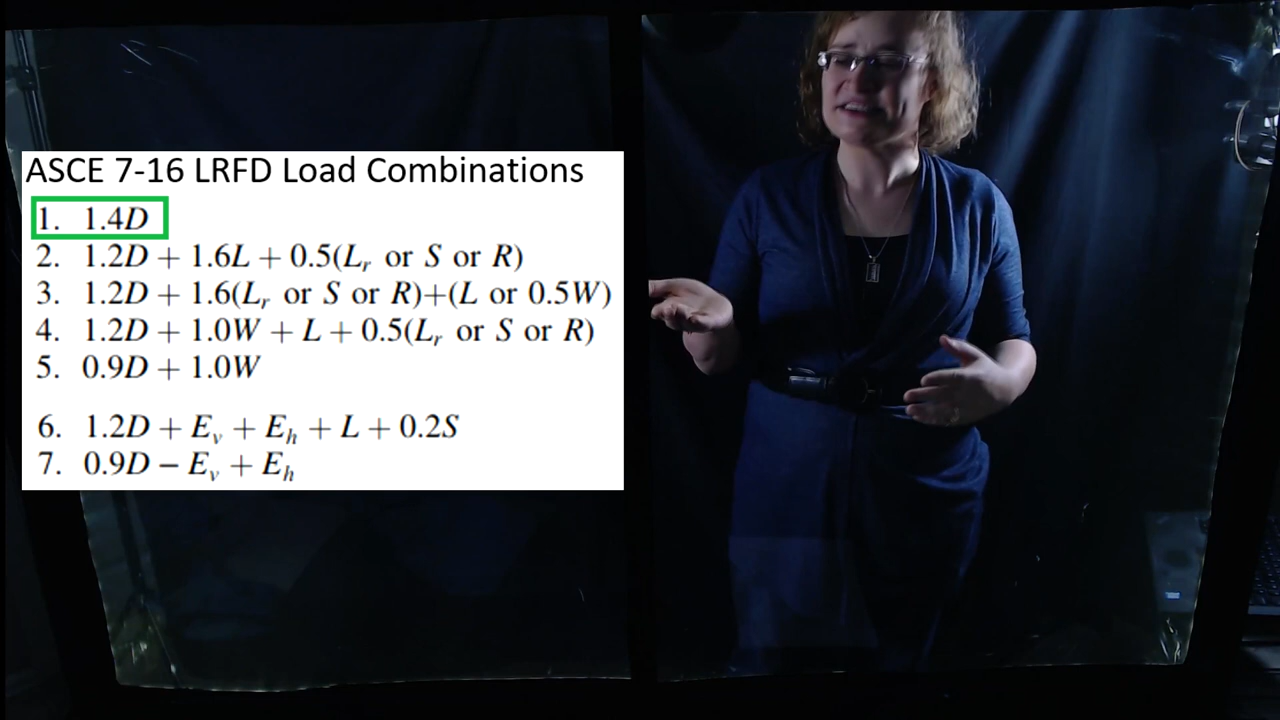 ASCE 7-16 LRFD Load Combinations
1. 1.4D
2. 1.2D + 1.6L + 0.5(Lᵣ or S or R)
3. 1.2D + 1.6(Lᵣ or S or R)+(L or 0.5W)
4. 1.2D + 1.0W + L + 0.5(Lᵣ or S or R)
5. 0.9D + 1.0W
6. 1.2D + Eᵥ + Eₕ + L + 0.2S
7. 0.9D − Eᵥ + Eₕ